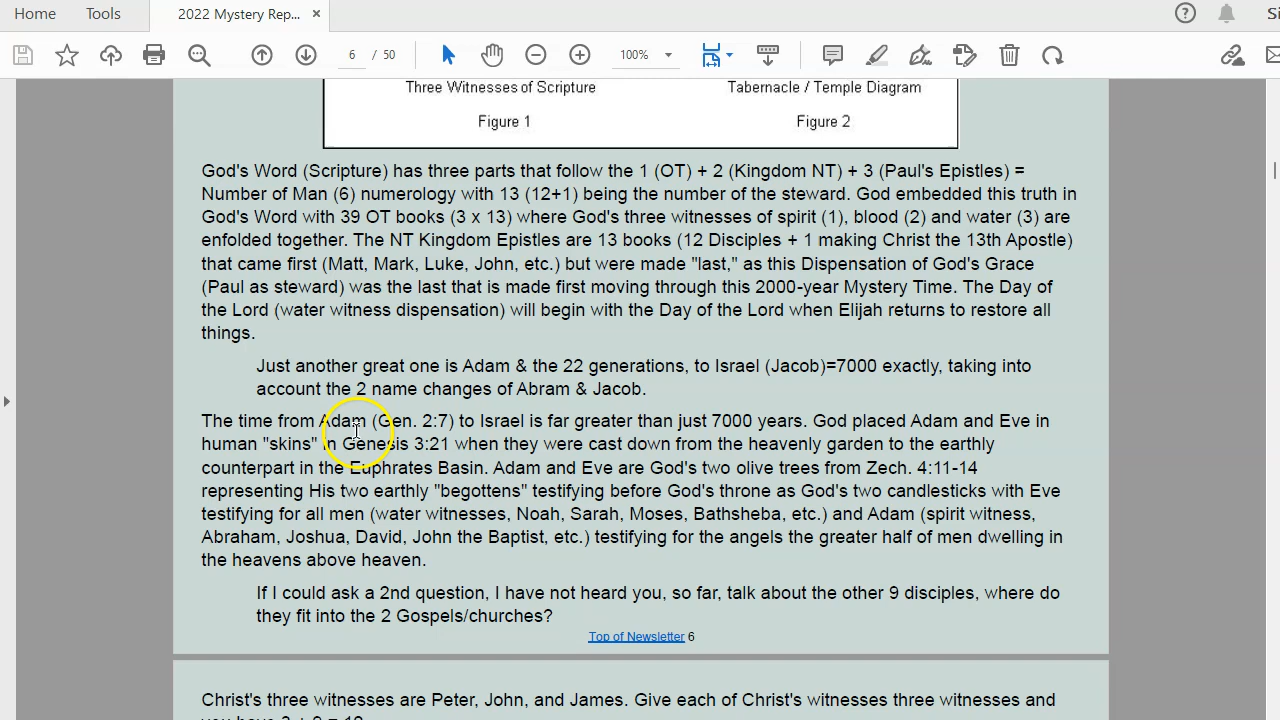 Home Tools 2022 Mystery Rep... ×
6 / 50 100%
Three Witnesses of Scripture Tabernacle / Temple Diagram
Figure 1 Figure 2
God's Word (Scripture) has three parts that follow the 1 (OT) + 2 (Kingdom NT) + 3 (Paul's Epistles) =
Number of Man (6) numerology with 13 (12+1) being the number of the steward. God embedded this truth in
God's Word with 39 OT books (3 x 13) where God's three witnesses of spirit (1), blood (2) and water (3) are
enfolded together. The NT Kingdom Epistles are 13 books (12 Disciples + 1 making Christ the 13th Apostle)
that came first (Matt, Mark, Luke, John, etc.) but were made "last," as this Dispensation of God's Grace
(Paul as steward) was the last that is made first moving through this 2000-year Mystery Time. The Day of
the Lord (water witness dispensation) will begin with the Day of the Lord when Elijah returns to restore all
things.
Just another great one is Adam & the 22 generations, to Israel (Jacob)=7000 exactly, taking into
account the 2 name changes of Abram & Jacob.
The time from Adam (Gen. 2:7) to Israel is far greater than just 7000 years. God placed Adam and Eve in
human "skins" in Genesis 3:21 when they were cast down from the heavenly garden to the earthly
counterpart in the Euphrates Basin. Adam and Eve are God's two olive trees from Zech. 4:11-14
representing His two earthly "begottens" testifying before God's throne as God's two candlesticks with Eve
testifying for all men (water witnesses, Noah, Sarah, Moses, Bathsheba, etc.) and Adam (spirit witness,
Abraham, Joshua, David, John the Baptist, etc.) testifying for the angels the greater half of men dwelling in
the heavens above heaven.
If I could ask a 2nd question, I have not heard you, so far, talk about the other 9 disciples, where do
they fit into the 2 Gospels/churches?
Top of Newsletter 6
Christ's three witnesses are Peter, John, and James. Give each of Christ's witnesses three witnesses and